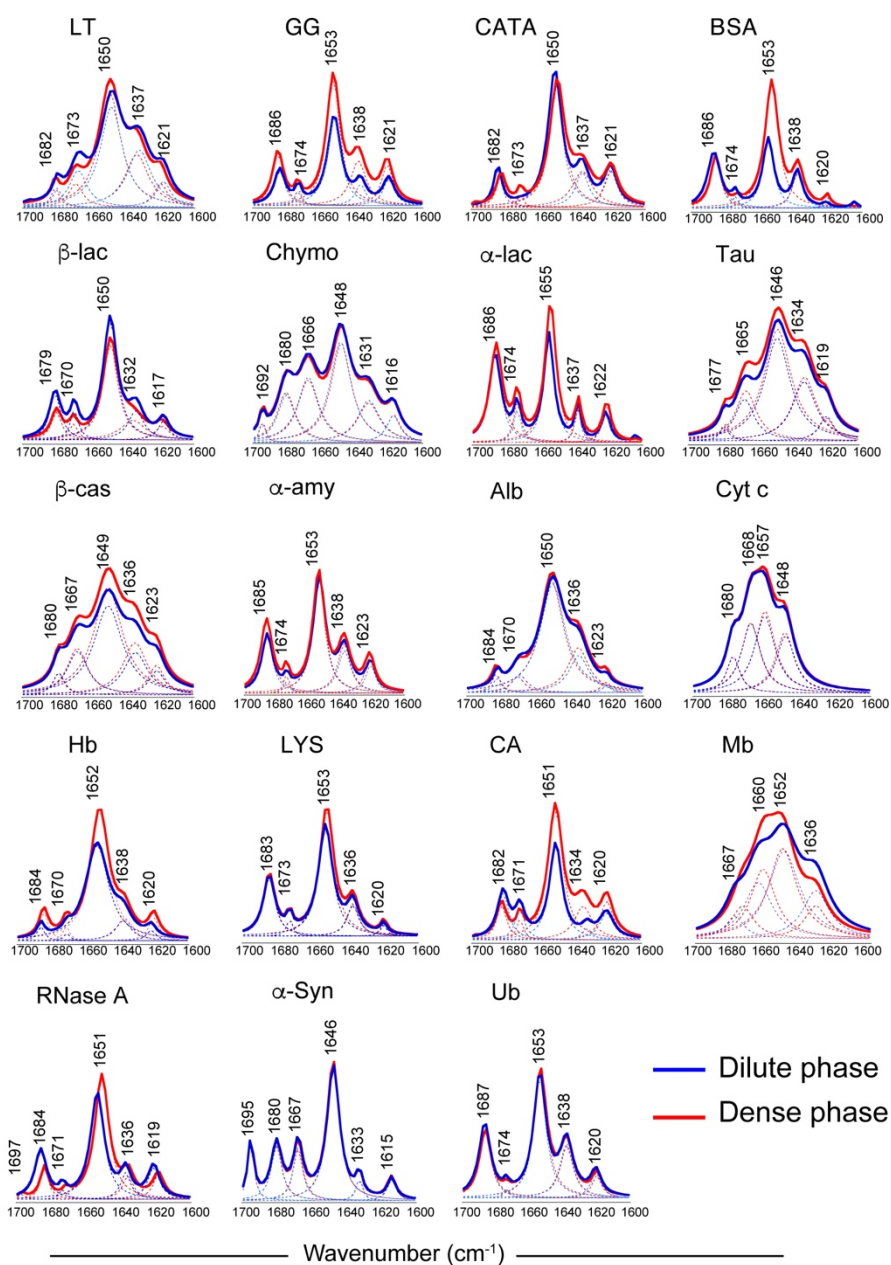 LT GG CATA BSA
1650 1653 1650 1653
1682 1673 1637 1621 1686 1674 1638 1621 1682 1673 1637 1621 1686 1674 1638 1620
1700 1680 1660 1640 1620 1600 1700 1680 1660 1640 1620 1600 1700 1680 1660 1640 1620 1600 1700 1680 1660 1640 1620 1600
β-lac Chymo α-lac Tau
1679 1670 1650 1632 1617 1692 1680 1666 1648 1631 1616 1686 1674 1655 1637 1622 1677 1665 1646 1634 1619
1700 1680 1660 1640 1620 1600 1700 1680 1660 1640 1620 1600 1700 1680 1660 1640 1620 1600 1700 1680 1660 1640 1620 1600
β-cas α-amy Alb Cyt c
1680 1667 1649 1636 1623 1685 1674 1653 1638 1623 1684 1670 1650 1636 1623 1680 1668 1657 1648
1700 1680 1660 1640 1620 1600 1700 1680 1660 1640 1620 1600 1700 1680 1660 1640 1620 1600 1700 1680 1660 1640 1620 1600
Hb LYS CA Mb
1684 1670 1652 1638 1620 1683 1673 1653 1636 1620 1682 1671 1651 1634 1620 1667 1660 1652 1636
1700 1680 1660 1640 1620 1600 1700 1680 1660 1640 1620 1600 1700 1680 1660 1640 1620 1600 1700 1680 1660 1640 1620 1600
RNase A α-Syn Ub
1697 1684 1671 1651 1636 1619 1695 1680 1667 1646 1633 1615 1687 1674 1653 1638 1620
1700 1680 1660 1640 1620 1600 1700 1680 1660 1640 1620 1600 1700 1680 1660 1640 1620 1600
Dilute phase
Dense phase
Wavenumber (cm⁻¹)